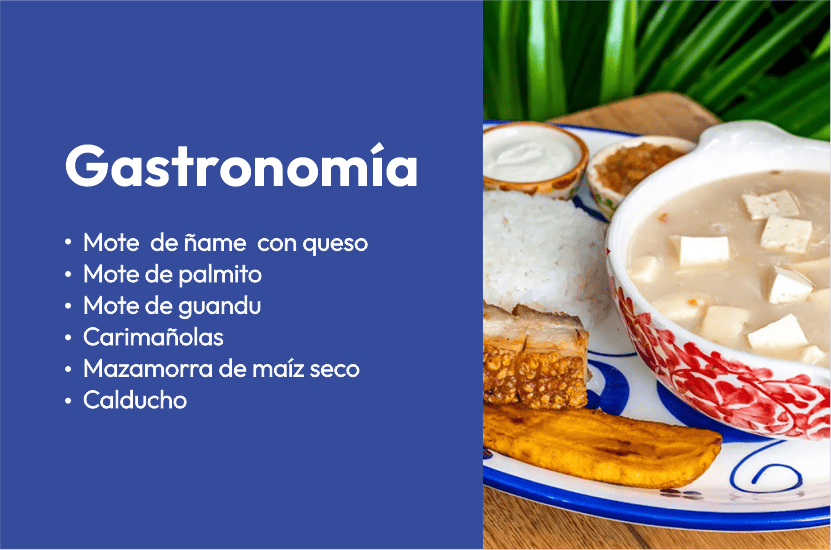 Gastronomía
• Mote de ñame con queso
• Mote de palmito
• Mote de guandu
• Carimañolas
• Mazamorra de maíz seco
• Calducho